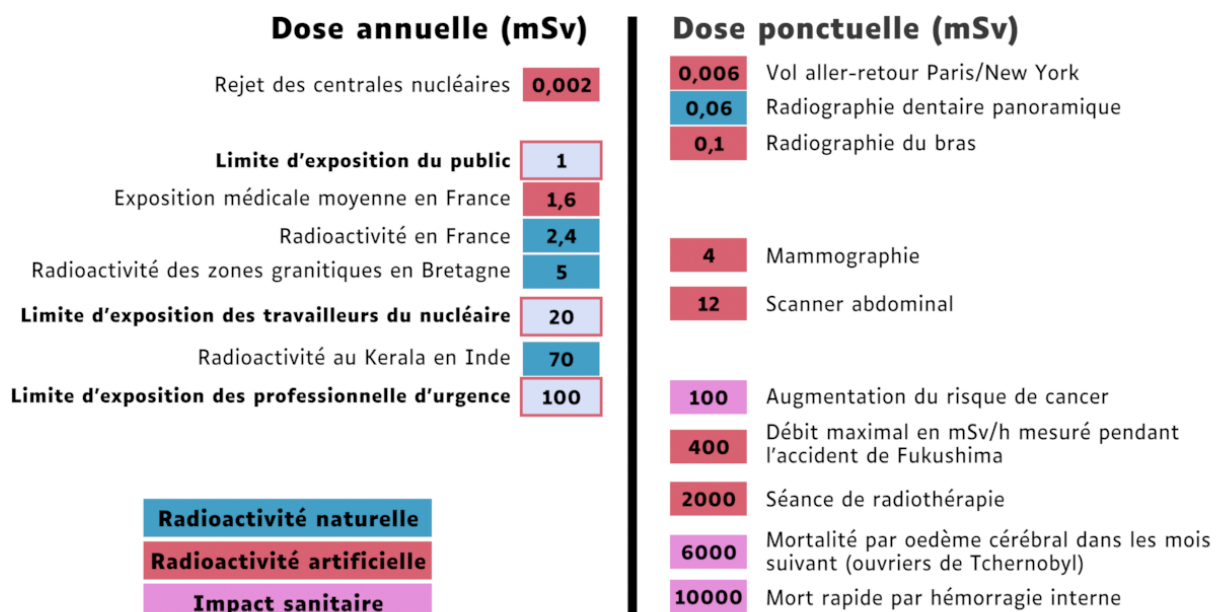 Dose annuelle (mSv)
Rejet des centrales nucléaires 0,002
Limite d'exposition du public 1
Exposition médicale moyenne en France 1,6
Radioactivité en France 2,4
Radioactivité des zones granitiques en Bretagne 5
Limite d'exposition des travailleurs du nucléaire 20
Radioactivité au Kerala en Inde 70
Limite d'exposition des professionnelle d'urgence 100
Radioactivité naturelle
Radioactivité artificielle
Impact sanitaire
Dose ponctuelle (mSv)
0,006 Vol aller-retour Paris/New York
0,06 Radiographie dentaire panoramique
0,1 Radiographie du bras
4 Mammographie
12 Scanner abdominal
100 Augmentation du risque de cancer
400 Débit maximal en mSv/h mesuré pendant
l'accident de Fukushima
2000 Séance de radiothérapie
6000 Mortalité par oedème cérébral dans les mois
suivant (ouvriers de Tchernobyl)
10000 Mort rapide par hémorragie interne